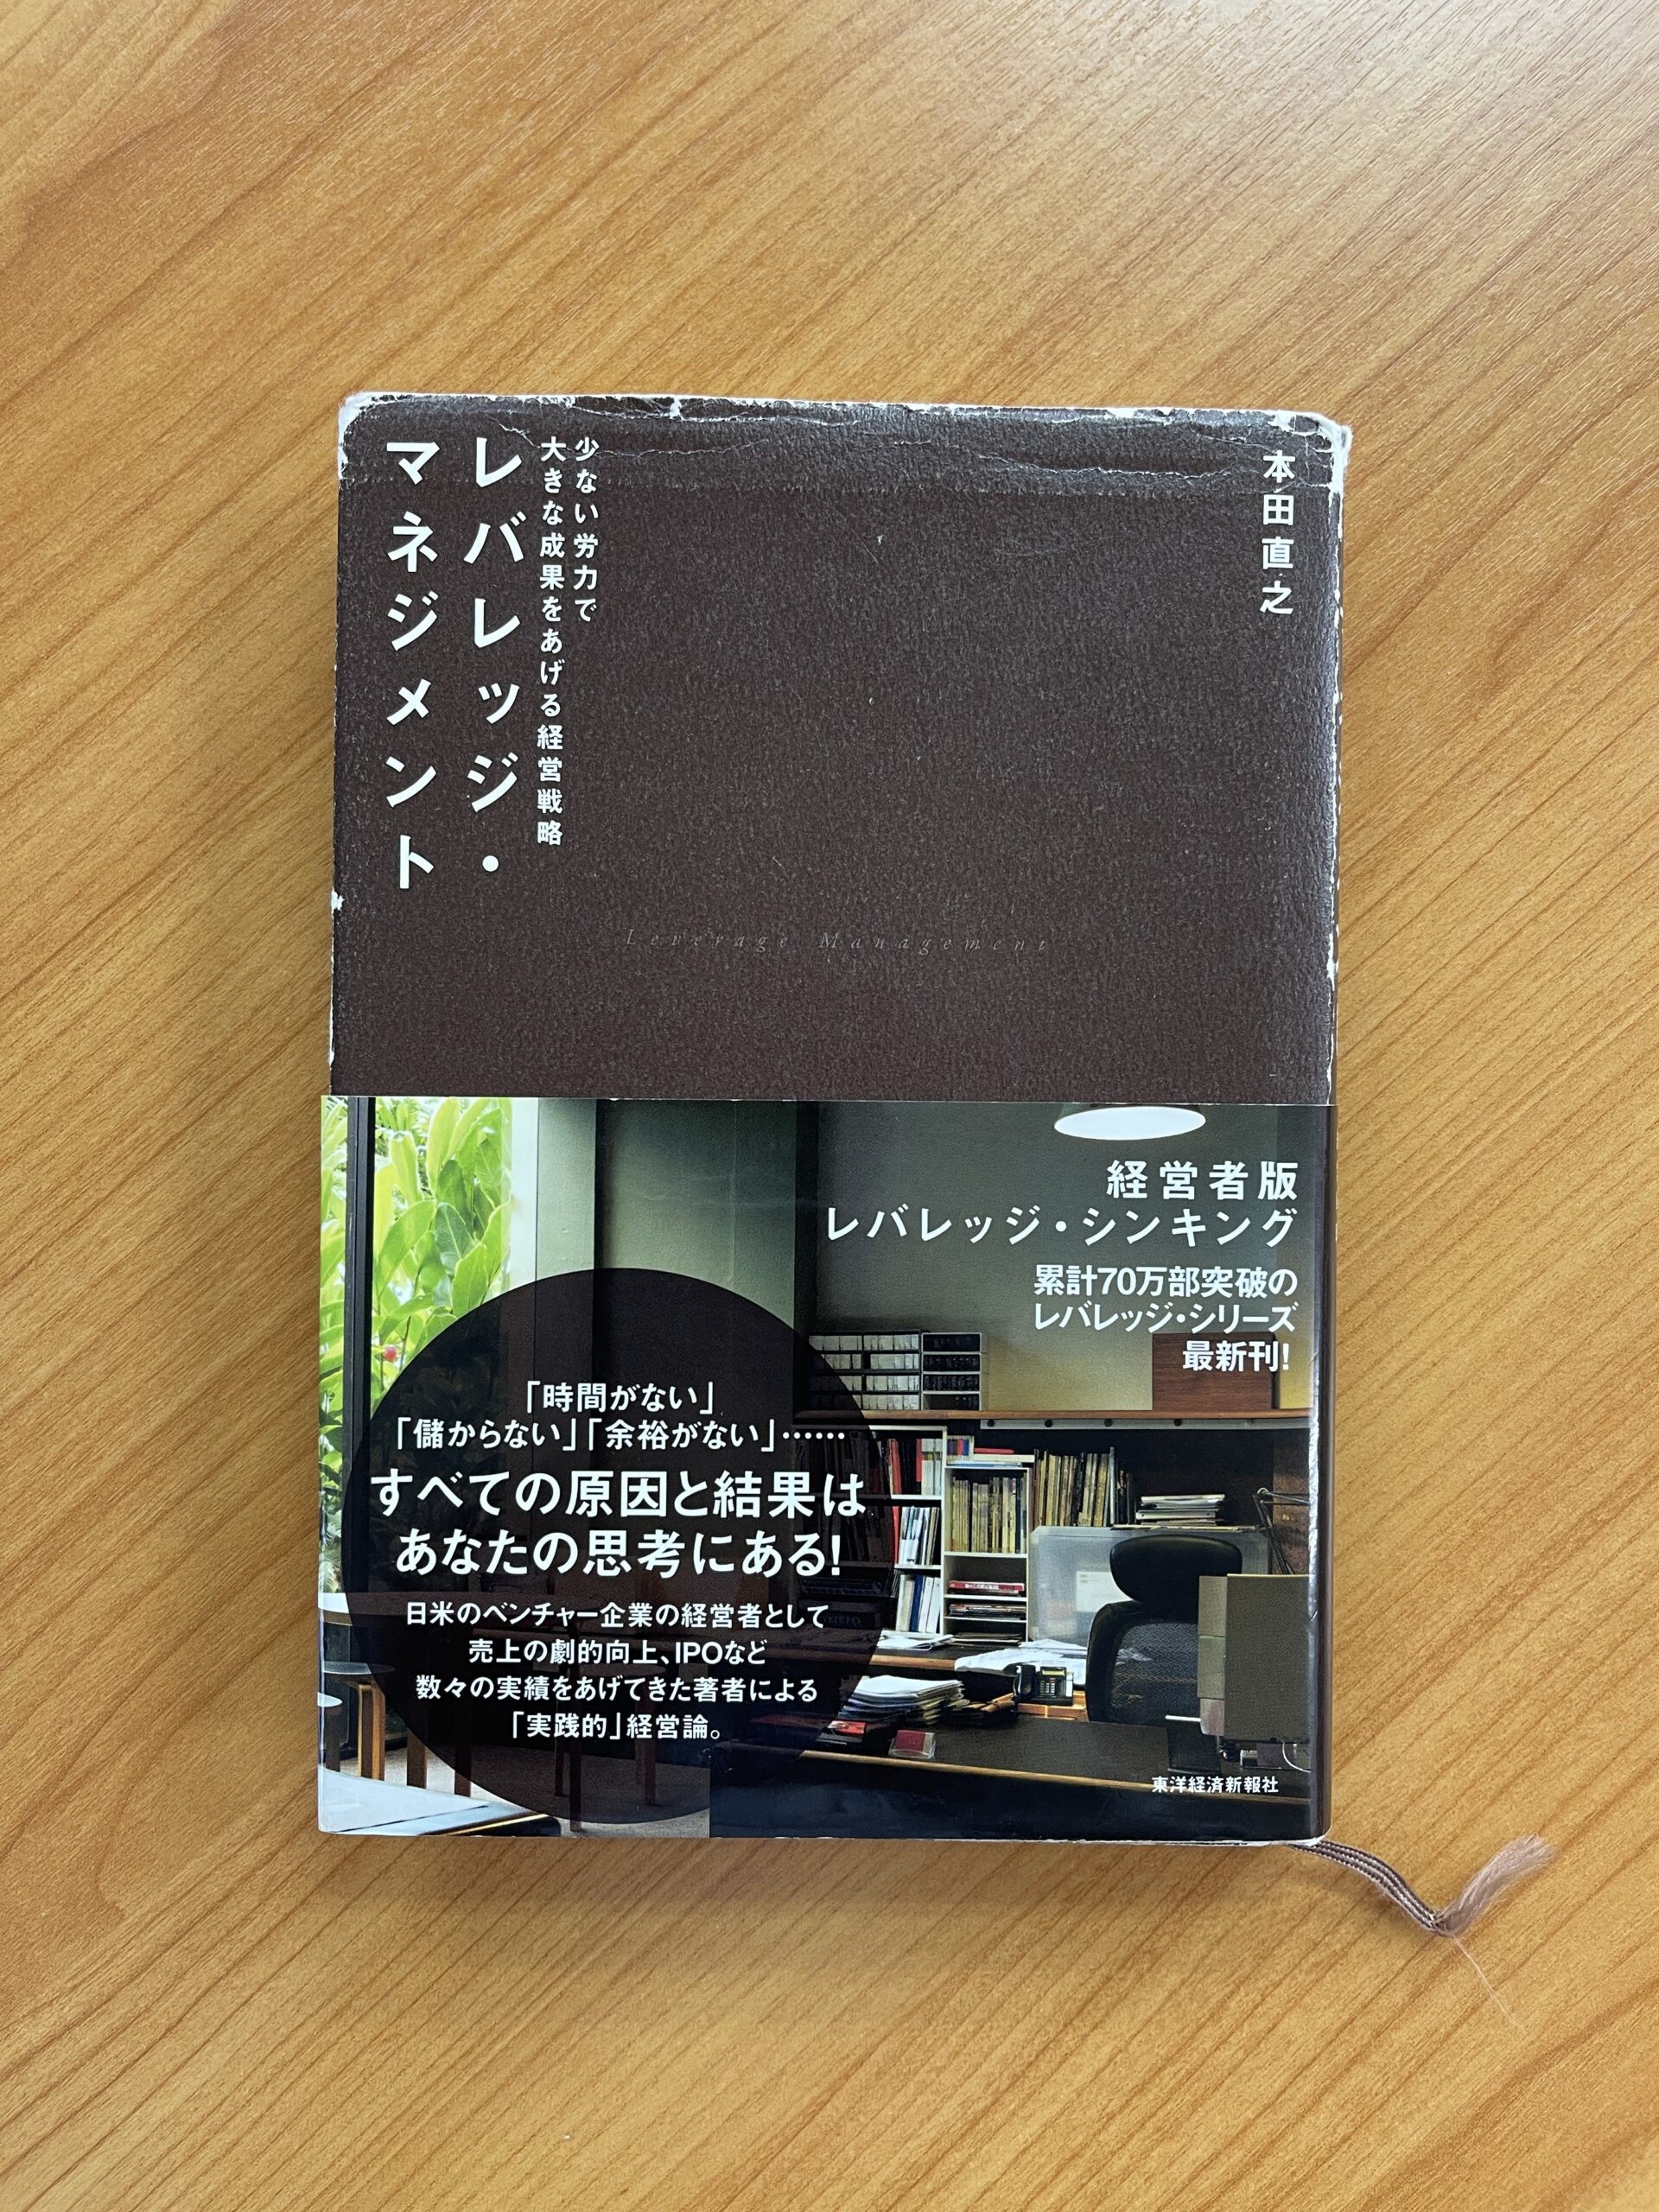 本田直之
少ない労力で
大きな成果をあげる経営戦略
レバレッジ・
マネジメント
Leverage Management
経営者版
レバレッジ・シンキング
累計70万部突破の
レバレッジ・シリーズ
最新刊!
「時間がない」
「儲からない」「余裕がない」……
すべての原因と結果は
あなたの思考にある!
日米のベンチャー企業の経営者として
売上の劇的向上、IPOなど
数々の実績をあげてきた著者による
「実践的」経営論。
東洋経済新報社